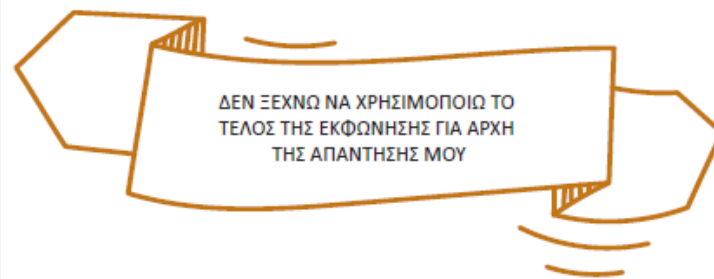 ΔΕΝ ΞΕΧΝΩ ΝΑ ΧΡΗΣΙΜΟΠΟΙΩ ΤΟ
ΤΕΛΟΣ ΤΗΣ ΕΚΦΩΝΗΣΗΣ ΓΙΑ ΑΡΧΗ
ΤΗΣ ΑΠΑΝΤΗΣΗΣ ΜΟΥ